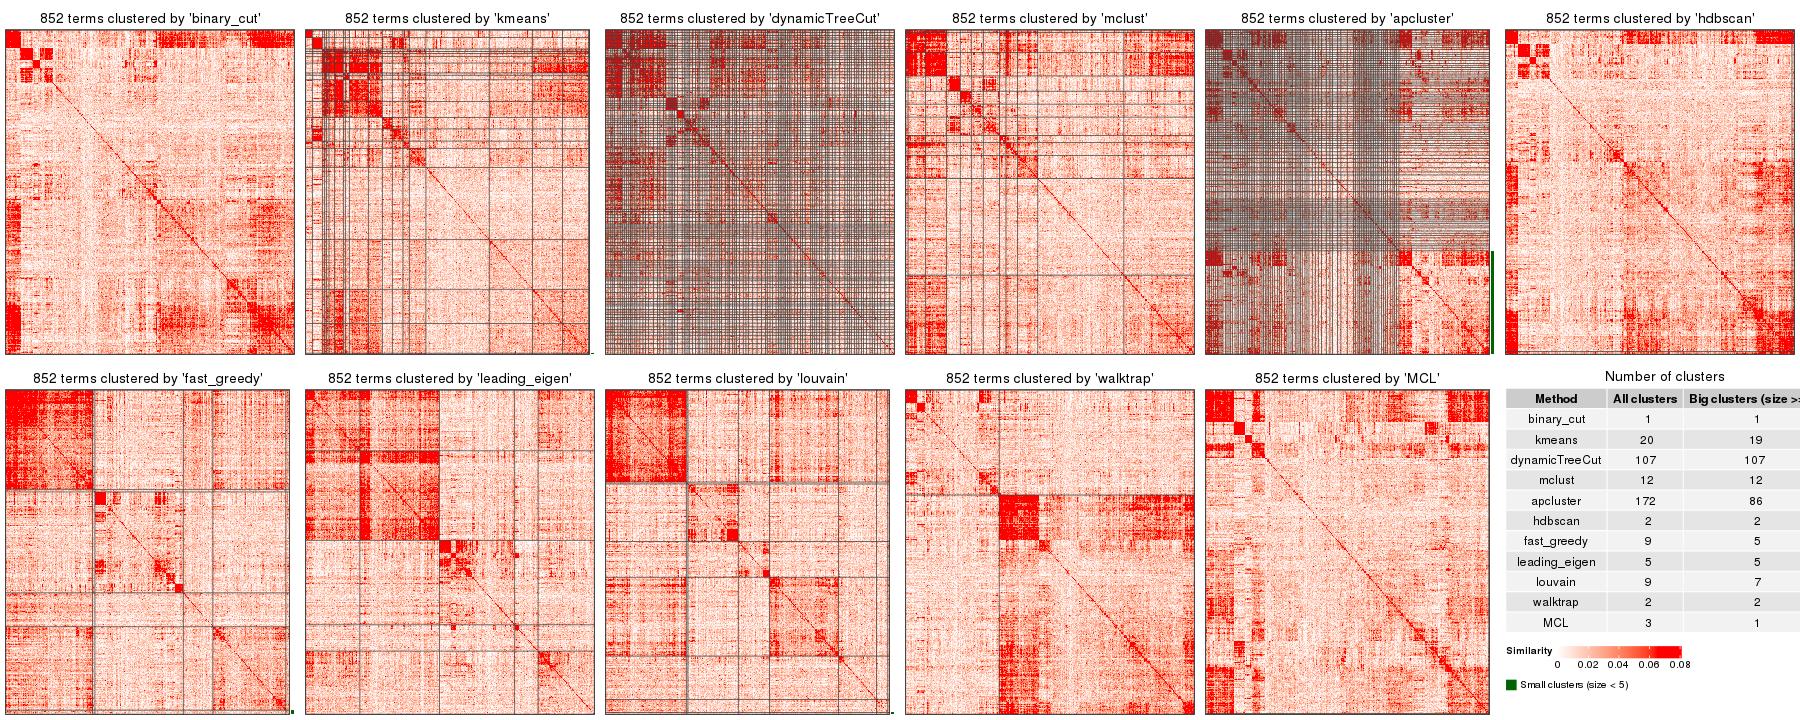 852 terms clustered by 'binary_cut'
852 terms clustered by 'kmeans'
852 terms clustered by 'dynamicTreeCut'
852 terms clustered by 'mclust'
852 terms clustered by 'apcluster'
852 terms clustered by 'hdbscan'
852 terms clustered by 'fast_greedy'
852 terms clustered by 'leading_eigen'
852 terms clustered by 'louvain'
852 terms clustered by 'walktrap'
852 terms clustered by 'MCL'
Number of clusters
Method All clusters Big clusters (size >
binary_cut 1 1
kmeans 20 19
dynamicTreeCut 107 107
mclust 12 12
apcluster 172 86
hdbscan 2 2
fast_greedy 9 5
leading_eigen 5 5
louvain 9 7
walktrap 2 2
MCL 3 1
Similarity
0 0.02 0.04 0.06 0.08
Small clusters (size < 5)